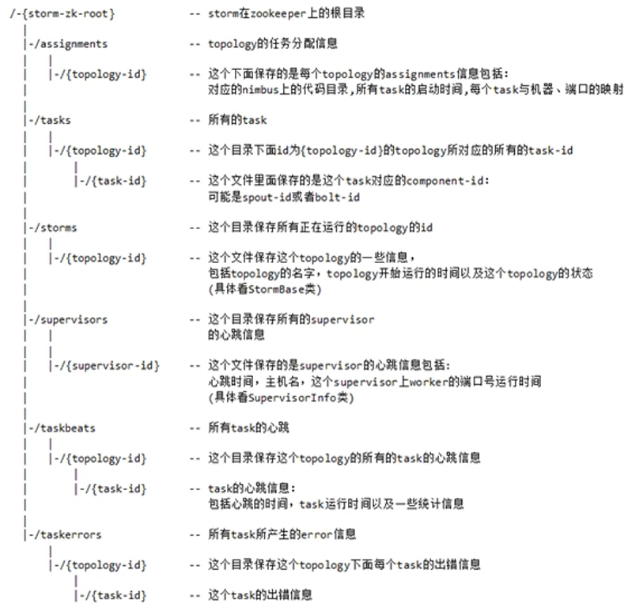 /-{storm-zk-root} -- storm在zookeeper上的根目录
|
|-/assignments -- topology的任务分配信息
| |
| |-/{topology-id} -- 这个下面保存的是每个topology的assignments信息包括:
| 对应的nimbus上的代码目录,所有task的启动时间,每个task与机器、端口的映射
|
|-/tasks -- 所有的task
| |
| |-/{topology-id} -- 这个目录下面id为{topology-id}的topology所对应的所有的task-id
| |
| |-/{task-id} -- 这个文件里面保存的是这个task对应的component-id:
| 可能是spout-id或者bolt-id
|
|-/storms -- 这个目录保存所有正在运行的topology的id
| |
| |-/{topology-id} -- 这个文件保存这个topology的一些信息,
| 包括topology的名字, topology开始运行的时间以及这个topology的状态
| (具体看StormBase类)
|
|-/supervisors -- 这个目录保存所有的supervisor
| | 的心跳信息
| |
| |-/{supervisor-id} -- 这个文件保存的是supervisor的心跳信息包括:
| 心跳时间, 主机名, 这个supervisor上worker的端口号运行时间
| (具体看SupervisorInfo类)
|
|-/taskbeats -- 所有task的心跳
| |
| |-/{topology-id} -- 这个目录保存这个topology的所有的task的心跳信息
| |
| |-/{task-id} -- task的心跳信息:
| 包括心跳的时间, task运行时间以及一些统计信息
|
|-/taskerrors -- 所有task所产生的error信息
|
|-/{topology-id} -- 这个目录保存这个topology下面每个task的出错信息
|
|-/{task-id} -- 这个task的出错信息